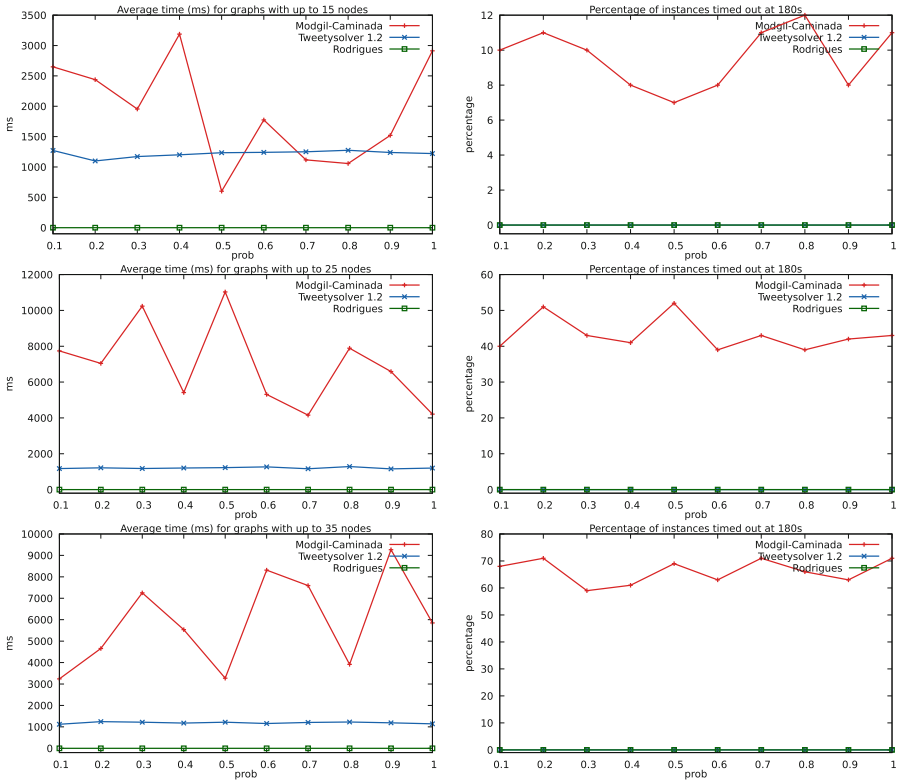 Average time (ms) for graphs with up to 15 nodes
3500
3000
2500
2000
1500
1000
500
0
ms
Modgil-Caminada
Tweetysolver 1.2
Rodrigues
0.1 0.2 0.3 0.4 0.5 0.6 0.7 0.8 0.9 1
prob
Percentage of instances timed out at 180s
12
10
8
6
4
2
0
percentage
Modgil-Caminada
Tweetysolver 1.2
Rodrigues
0.1 0.2 0.3 0.4 0.5 0.6 0.7 0.8 0.9 1
prob
Average time (ms) for graphs with up to 25 nodes
12000
10000
8000
6000
4000
2000
0
ms
Modgil-Caminada
Tweetysolver 1.2
Rodrigues
0.1 0.2 0.3 0.4 0.5 0.6 0.7 0.8 0.9 1
prob
Percentage of instances timed out at 180s
60
50
40
30
20
10
0
percentage
Modgil-Caminada
Tweetysolver 1.2
Rodrigues
0.1 0.2 0.3 0.4 0.5 0.6 0.7 0.8 0.9 1
prob
Average time (ms) for graphs with up to 35 nodes
10000
9000
8000
7000
6000
5000
4000
3000
2000
1000
0
ms
Modgil-Caminada
Tweetysolver 1.2
Rodrigues
0.1 0.2 0.3 0.4 0.5 0.6 0.7 0.8 0.9 1
prob
Percentage of instances timed out at 180s
80
70
60
50
40
30
20
10
0
percentage
Modgil-Caminada
Tweetysolver 1.2
Rodrigues
0.1 0.2 0.3 0.4 0.5 0.6 0.7 0.8 0.9 1
prob